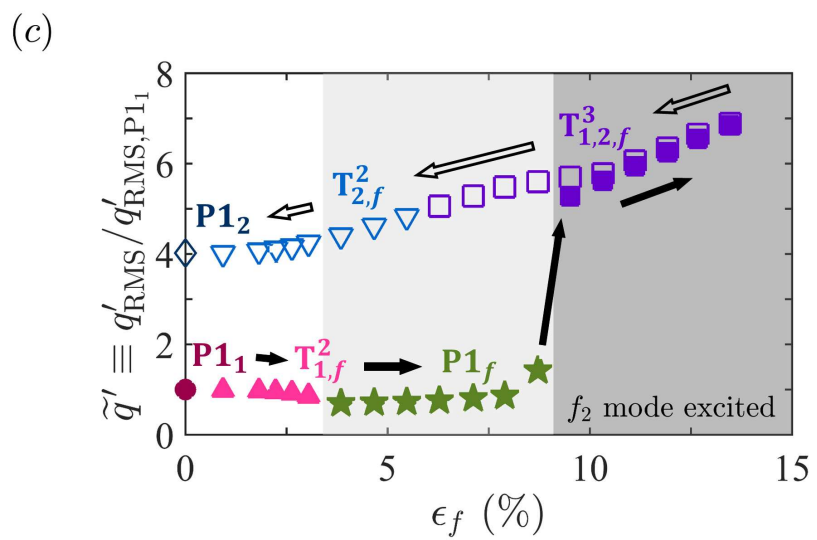 (c)
q̃′ ≡ q′RMS/q′RMS,P1₁
8
6
4
2
0
T³1,2,f
T²2,f
P1₂
P1₁
T²1,f
P1f
f₂ mode excited
0
5
10
15
ϵf (%)